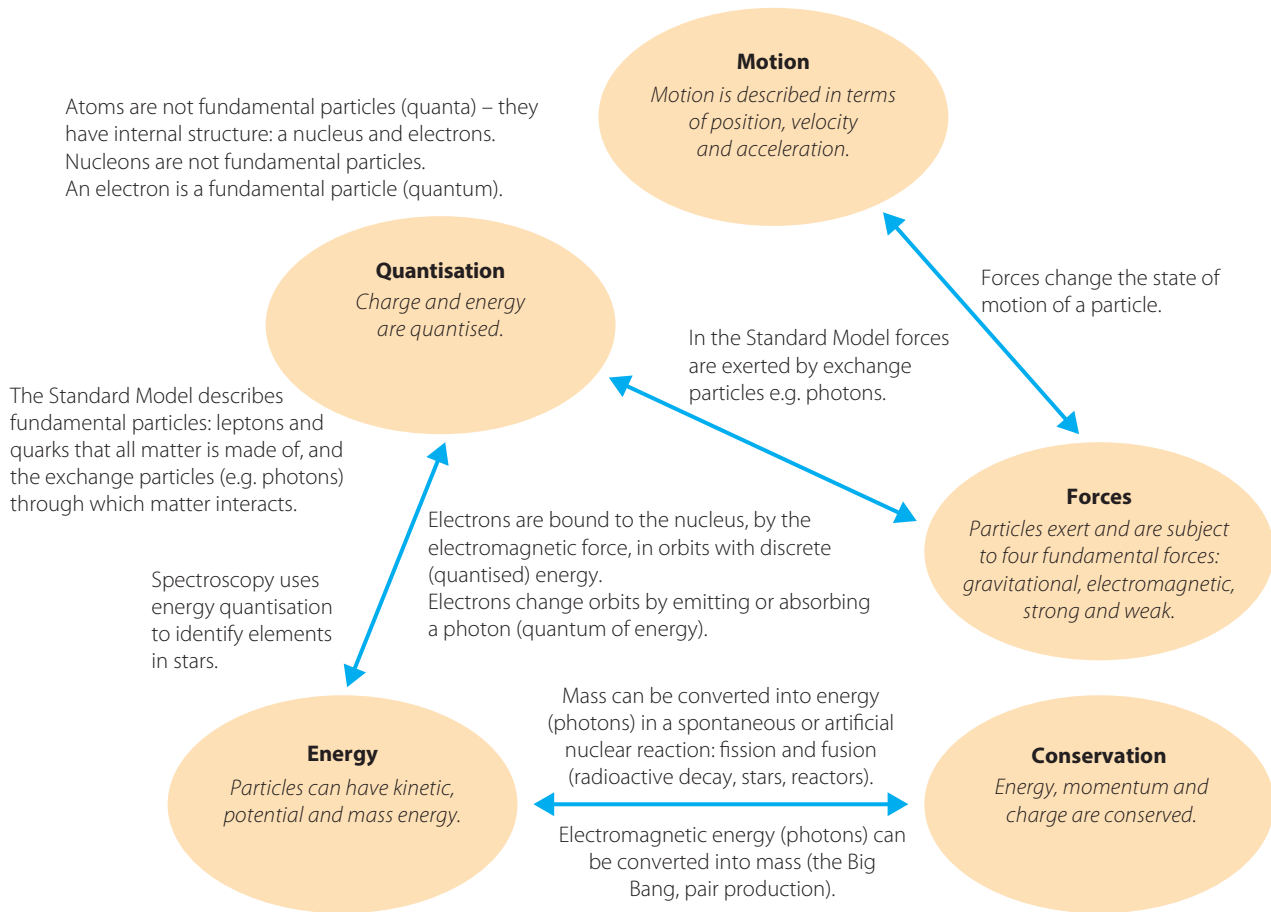 Motion
Motion is described in terms
of position, velocity
and acceleration.
Atoms are not fundamental particles (quanta) – they
have internal structure: a nucleus and electrons.
Nucleons are not fundamental particles.
An electron is a fundamental particle (quantum).
Quantisation
Charge and energy
are quantised.
Forces change the state of
motion of a particle.
In the Standard Model forces
are exerted by exchange
particles e.g. photons.
The Standard Model describes
fundamental particles: leptons and
quarks that all matter is made of, and
the exchange particles (e.g. photons)
through which matter interacts.
Forces
Particles exert and are subject
to four fundamental forces:
gravitational, electromagnetic,
strong and weak.
Electrons are bound to the nucleus, by the
electromagnetic force, in orbits with discrete
(quantised) energy.
Electrons change orbits by emitting or absorbing
a photon (quantum of energy).
Spectroscopy uses
energy quantisation
to identify elements
in stars.
Mass can be converted into energy
(photons) in a spontaneous or artificial
nuclear reaction: fission and fusion
(radioactive decay, stars, reactors).
Energy
Particles can have kinetic,
potential and mass energy.
Conservation
Energy, momentum and
charge are conserved.
Electromagnetic energy (photons) can
be converted into mass (the Big
Bang, pair production).